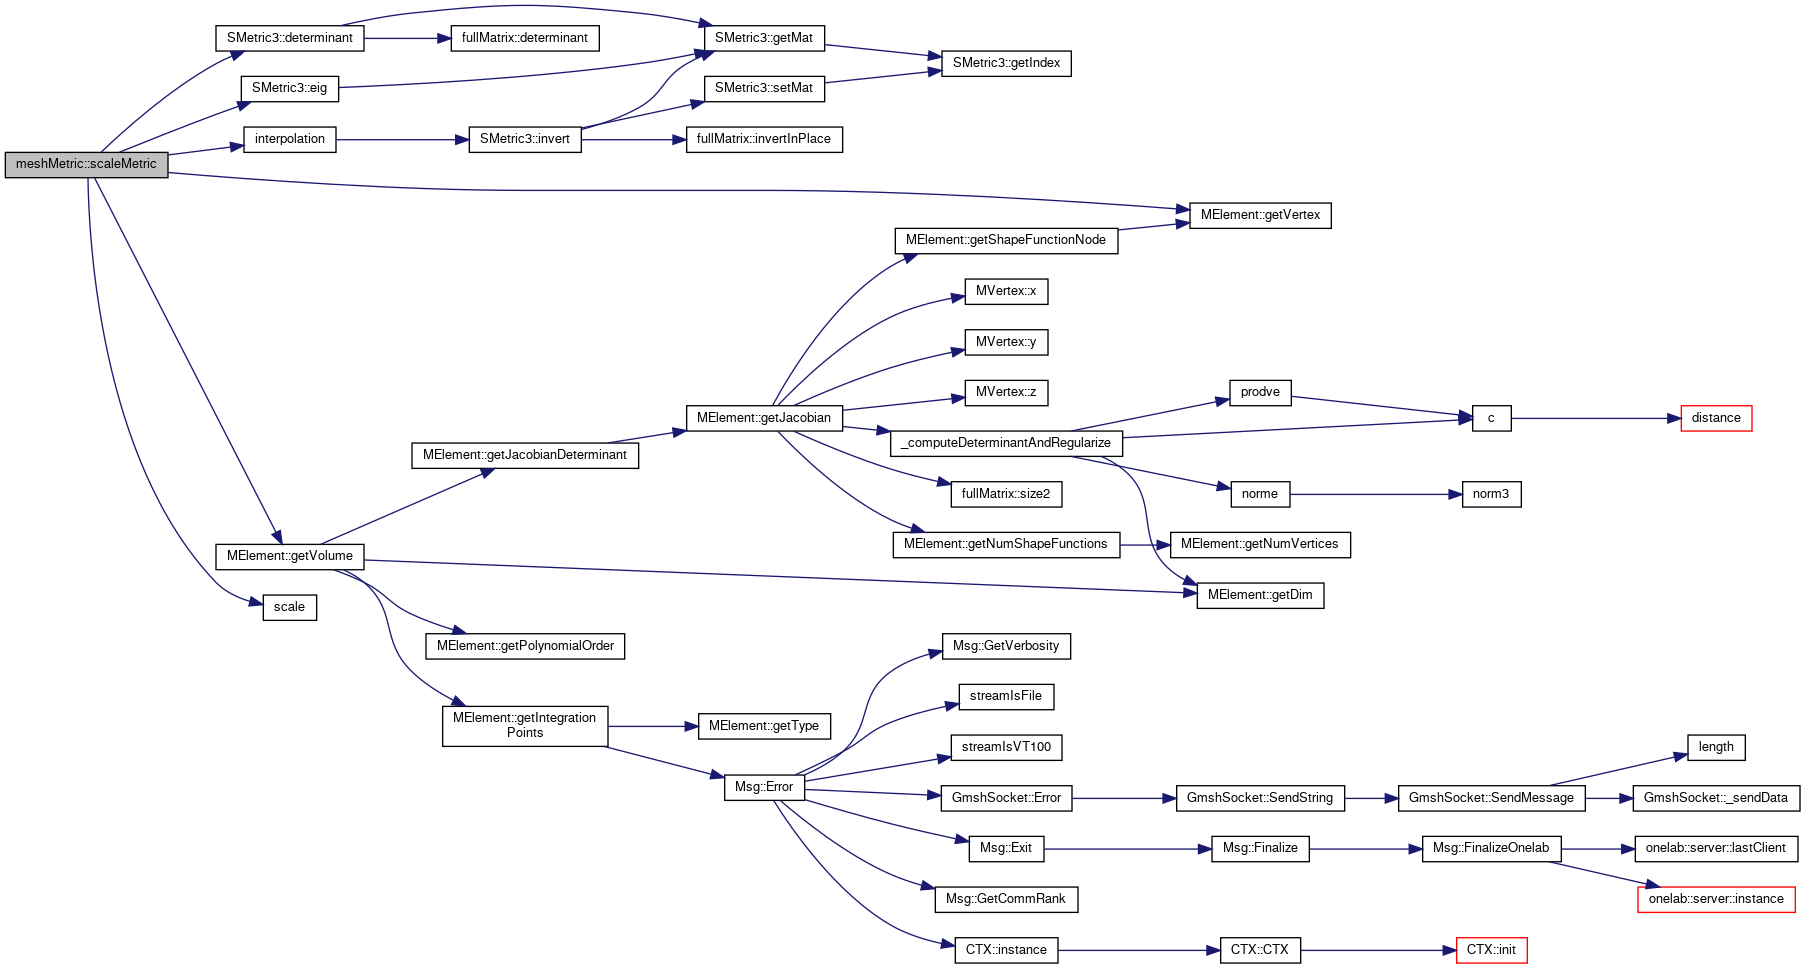 SMetric3::determinant
fullMatrix::determinant
SMetric3::getMat
SMetric3::getIndex
SMetric3::eig
SMetric3::setMat
interpolation
SMetric3::invert
fullMatrix::invertInPlace
meshMetric::scaleMetric
MElement::getVertex
MElement::getShapeFunctionNode
MVertex::x
MVertex::y
MVertex::z
prodve
MElement::getJacobian
c
distance
_computeDeterminantAndRegularize
MElement::getJacobianDeterminant
fullMatrix::size2
norme
norm3
MElement::getNumShapeFunctions
MElement::getNumVertices
MElement::getVolume
MElement::getDim
scale
MElement::getPolynomialOrder
Msg::GetVerbosity
streamIsFile
MElement::getIntegration
Points
MElement::getType
streamIsVT100
length
Msg::Error
GmshSocket::Error
GmshSocket::SendString
GmshSocket::SendMessage
GmshSocket::_sendData
Msg::Exit
Msg::Finalize
Msg::FinalizeOnelab
onelab::server::lastClient
Msg::GetCommRank
onelab::server::instance
CTX::instance
CTX::CTX
CTX::init